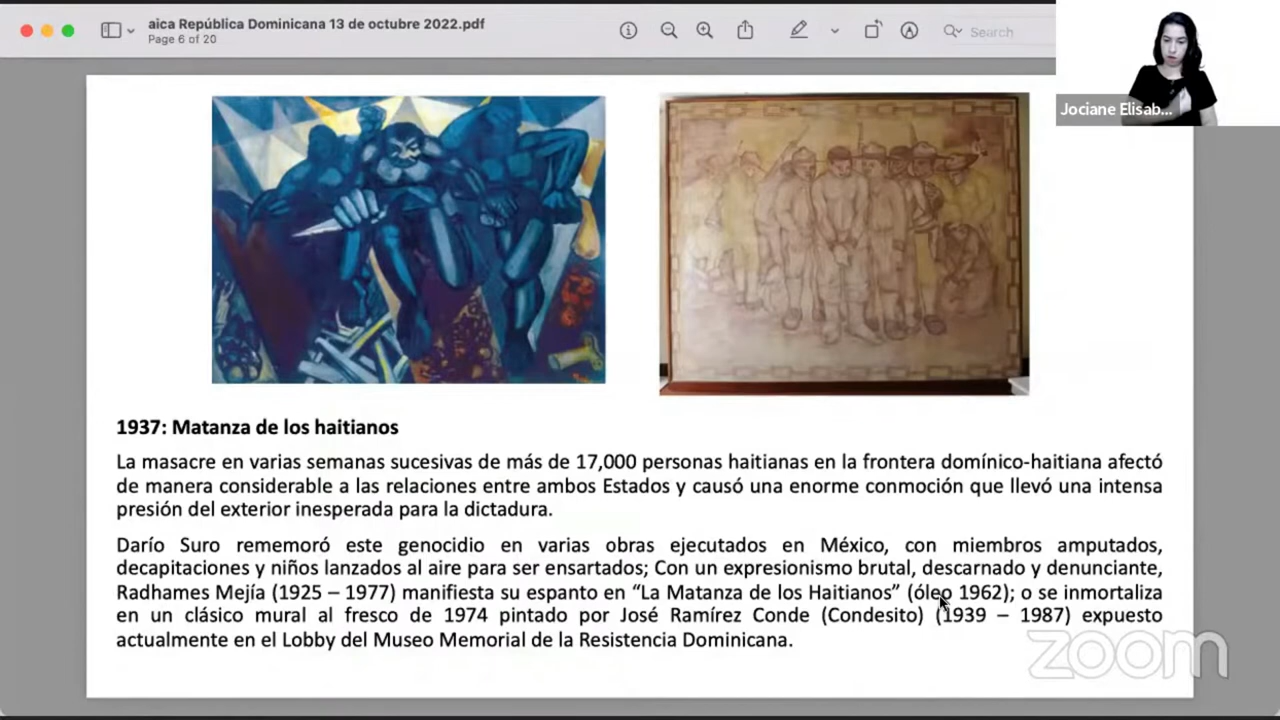 aica República Dominicana 13 de octubre 2022.pdf
Page 6 of 20
Search
Jociane Elisab...
1937: Matanza de los haitianos
La masacre en varias semanas sucesivas de más de 17,000 personas haitianas en la frontera domínico-haitiana afectó
de manera considerable a las relaciones entre ambos Estados y causó una enorme conmoción que llevó una intensa
presión del exterior inesperada para la dictadura.
Darío Suro rememoró este genocidio en varias obras ejecutados en México, con miembros amputados,
decapitaciones y niños lanzados al aire para ser ensartados; Con un expresionismo brutal, descarnado y denunciante,
Radhames Mejía (1925 – 1977) manifiesta su espanto en “La Matanza de los Haitianos” (óleo 1962); o se inmortaliza
en un clásico mural al fresco de 1974 pintado por José Ramírez Conde (Condesito) (1939 – 1987) expuesto
actualmente en el Lobby del Museo Memorial de la Resistencia Dominicana.
zoom